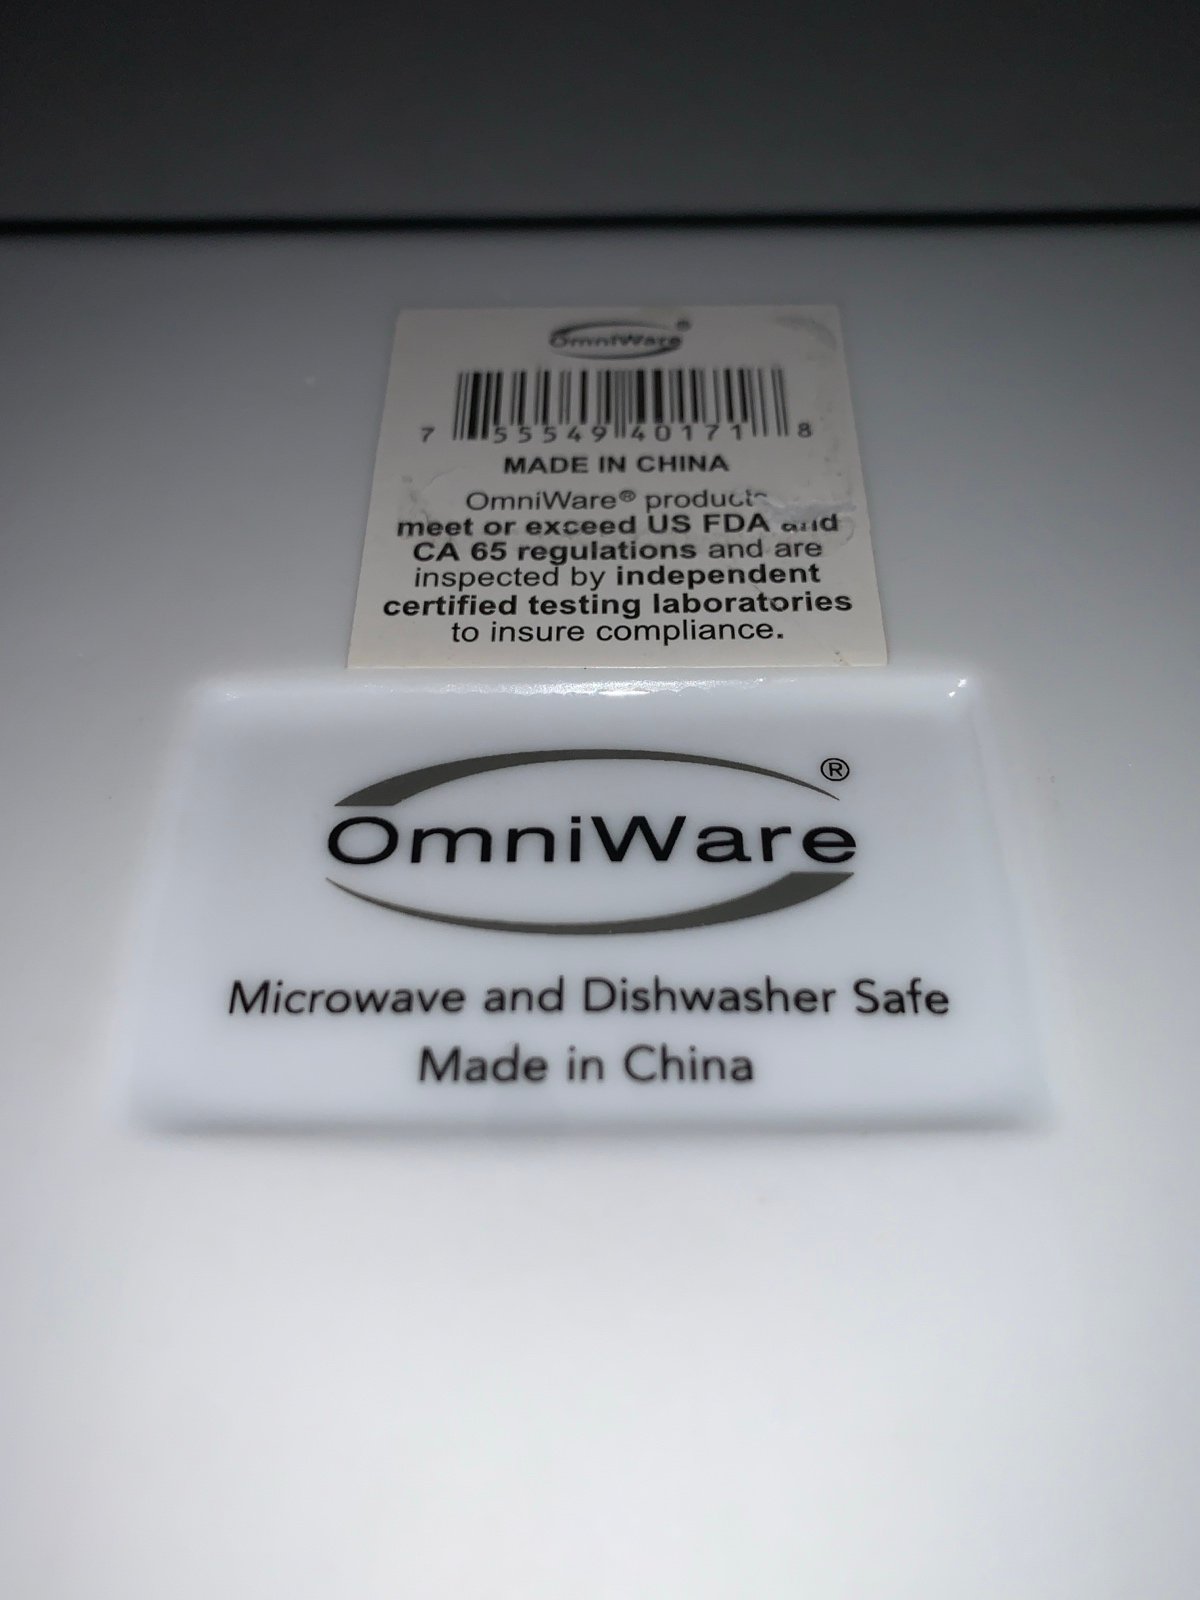 OmniWare®
7 55549 40171 8
MADE IN CHINA
OmniWare® products
meet or exceed US FDA and
CA 65 regulations and are
inspected by independent
certified testing laboratories
to insure compliance.
OmniWare®
Microwave and Dishwasher Safe
Made in China